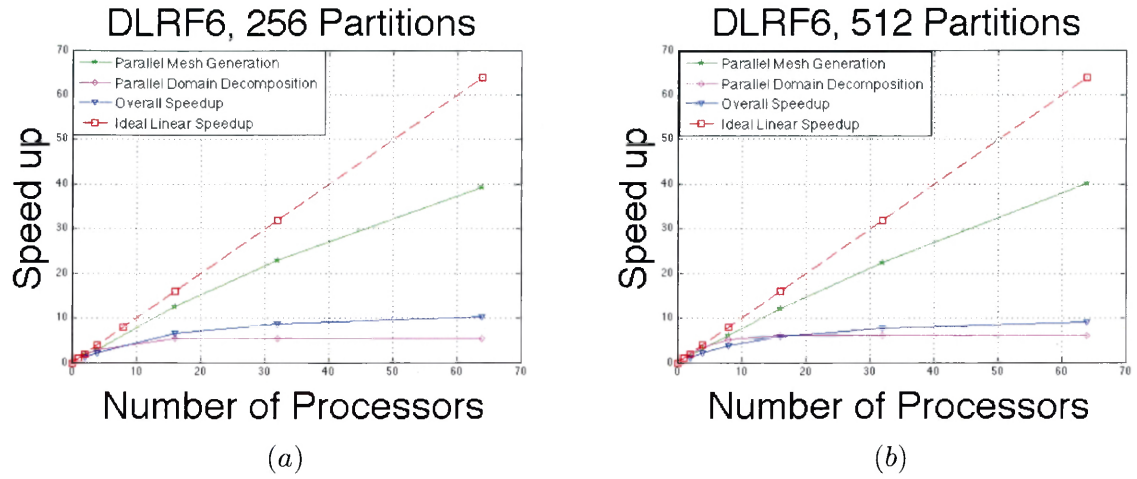 DLRF6, 256 Partitions
70
60
50
40
30
20
10
0
Parallel Mesh Generation
Parallel Domain Decomposition
Overall Speedup
Ideal Linear Speedup
Speed up
0 10 20 30 40 50 60 70
Number of Processors
(a)
DLRF6, 512 Partitions
70
60
50
40
30
20
10
0
Parallel Mesh Generation
Parallel Domain Decomposition
Overall Speedup
Ideal Linear Speedup
Speed up
0 10 20 30 40 50 60 70
Number of Processors
(b)